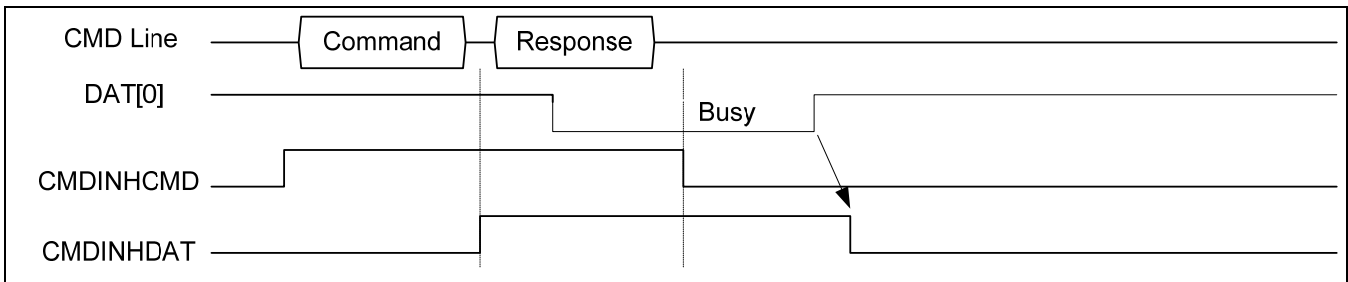 CMD Line
Command
Response
DAT[0]
Busy
CMDINHCMD
CMDINHDAT